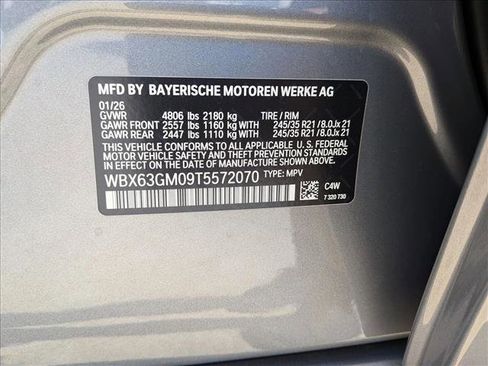 MFD BY BAYERISCHE MOTOREN WERKE AG
01/26
GVWR 4806 lbs 2180 kg TIRE / RIM
GAWR FRONT 2557 lbs 1160 kg WITH 245/35 R21 / 8.0Jx 21
GAWR REAR 2447 lbs 1110 kg WITH 245/35 R21 / 8.0Jx 21
THIS VEHICLE CONFORMS TO ALL APPLICABLE U. S. FEDERAL
MOTOR VEHICLE SAFETY, BUMPER, AND THEFT PREVENTION STANDARDS
IN EFFECT ON THE DATE OF MANUFACTURE SHOWN ABOVE.
WBX63GM09T5572070 TYPE: MPV
C4W
7 320 730